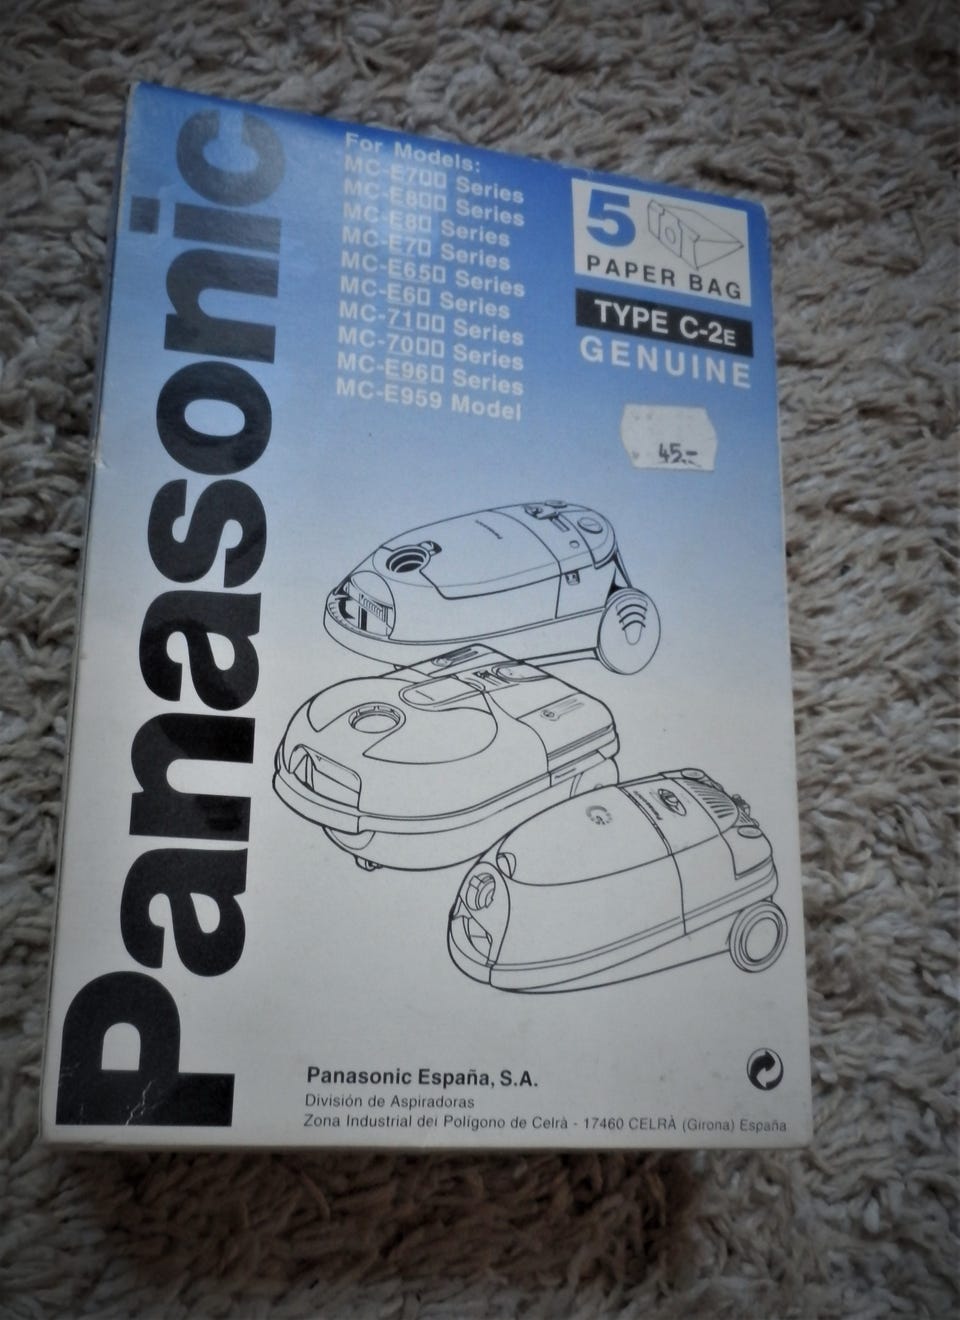 Panasonic
For Models:
MC-E7□□ Series
MC-E8□□ Series
MC-E8□ Series
MC-E7□ Series
MC-E65□ Series
MC-E6□ Series
MC-71□□ Series
MC-70□□ Series
MC-E96□ Series
MC-E959 Model
5
PAPER BAG
TYPE C-2E
GENUINE
45.-
Panasonic España, S.A.
División de Aspiradoras
Zona Industrial del Polígono de Celrà - 17460 CELRÀ (Girona) España